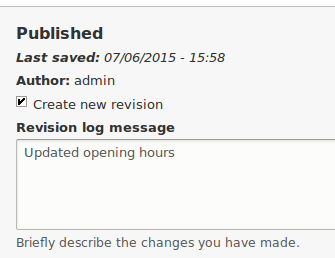 Published
Last saved: 07/06/2015 - 15:58
Author: admin
Create new revision
Revision log message
Updated opening hours
Briefly describe the changes you have made.